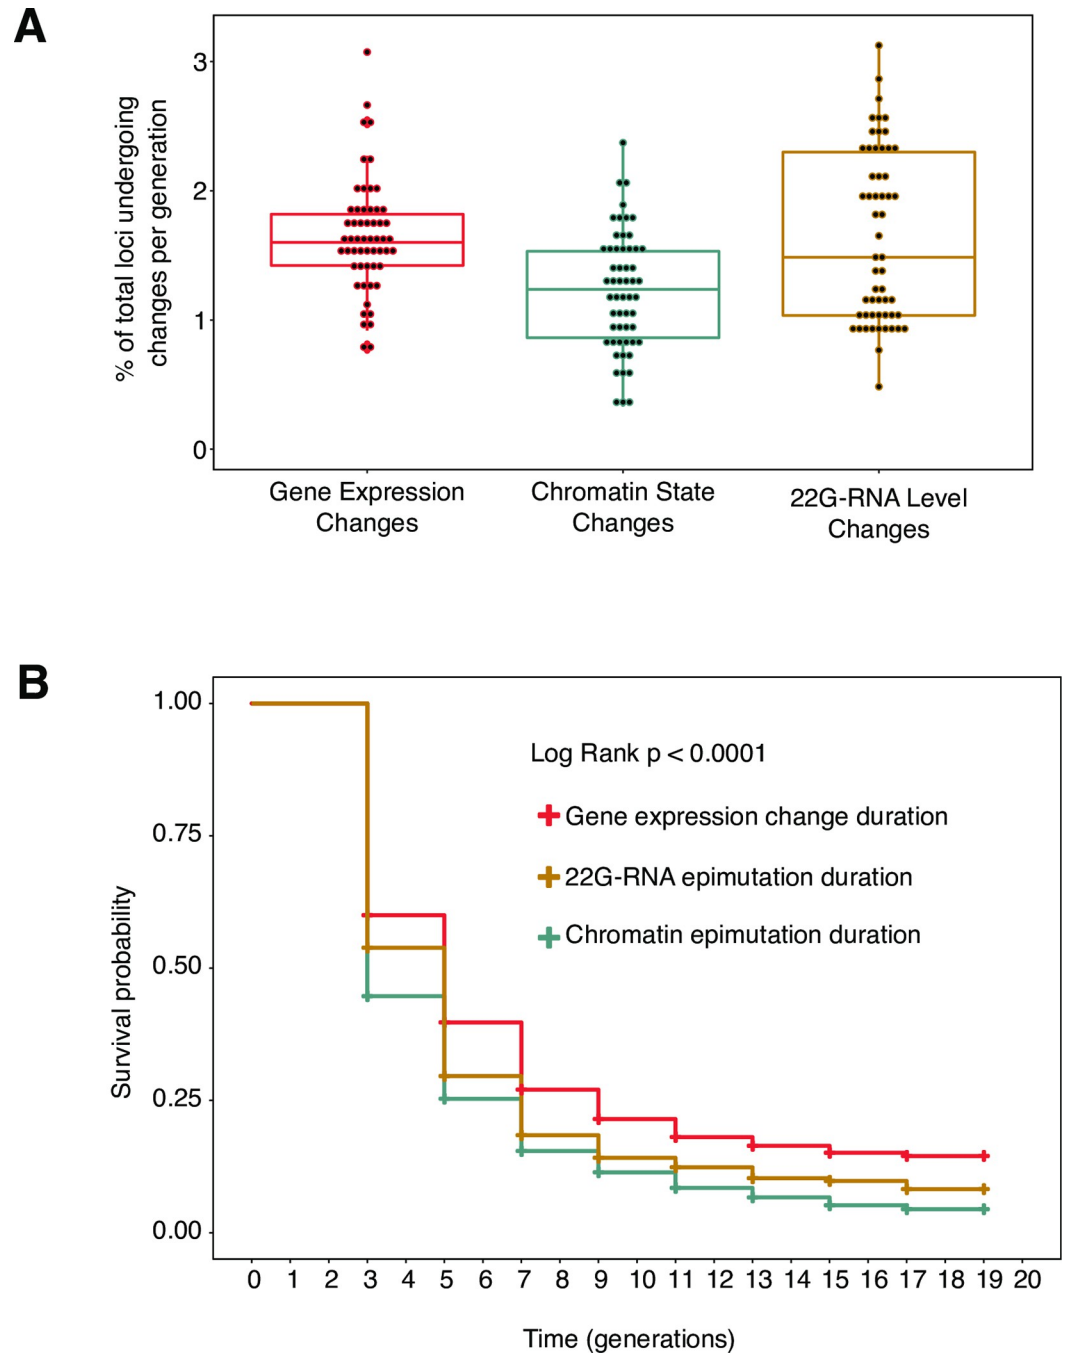 A
% of total loci undergoing
changes per generation
3
2
1
0
Gene Expression
Changes
Chromatin State
Changes
22G-RNA Level
Changes
B
Survival probability
1.00
0.75
0.50
0.25
0.00
Log Rank p < 0.0001
Gene expression change duration
22G-RNA epimutation duration
Chromatin epimutation duration
0 1 2 3 4 5 6 7 8 9 10 11 12 13 14 15 16 17 18 19 20
Time (generations)